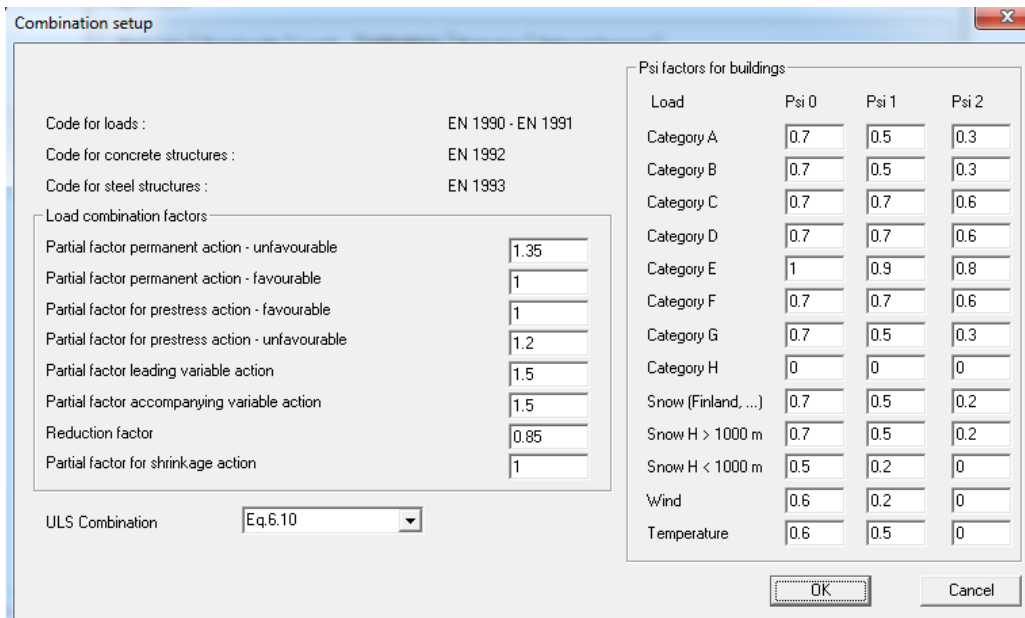 Combination setup
Code for loads : EN 1990 - EN 1991
Code for concrete structures : EN 1992
Code for steel structures : EN 1993
Load combination factors
Partial factor permanent action - unfavourable 1.35
Partial factor permanent action - favourable 1
Partial factor for prestress action - favourable 1
Partial factor for prestress action - unfavourable 1.2
Partial factor leading variable action 1.5
Partial factor accompanying variable action 1.5
Reduction factor 0.85
Partial factor for shrinkage action 1
ULS Combination Eq.6.10
Psi factors for buildings
Load Psi 0 Psi 1 Psi 2
Category A 0.7 0.5 0.3
Category B 0.7 0.5 0.3
Category C 0.7 0.7 0.6
Category D 0.7 0.7 0.6
Category E 1 0.9 0.8
Category F 0.7 0.7 0.6
Category G 0.7 0.5 0.3
Category H 0 0 0
Snow (Finland, ...) 0.7 0.5 0.2
Snow H > 1000 m 0.7 0.5 0.2
Snow H < 1000 m 0.5 0.2 0
Wind 0.6 0.2 0
Temperature 0.6 0.5 0
OK Cancel